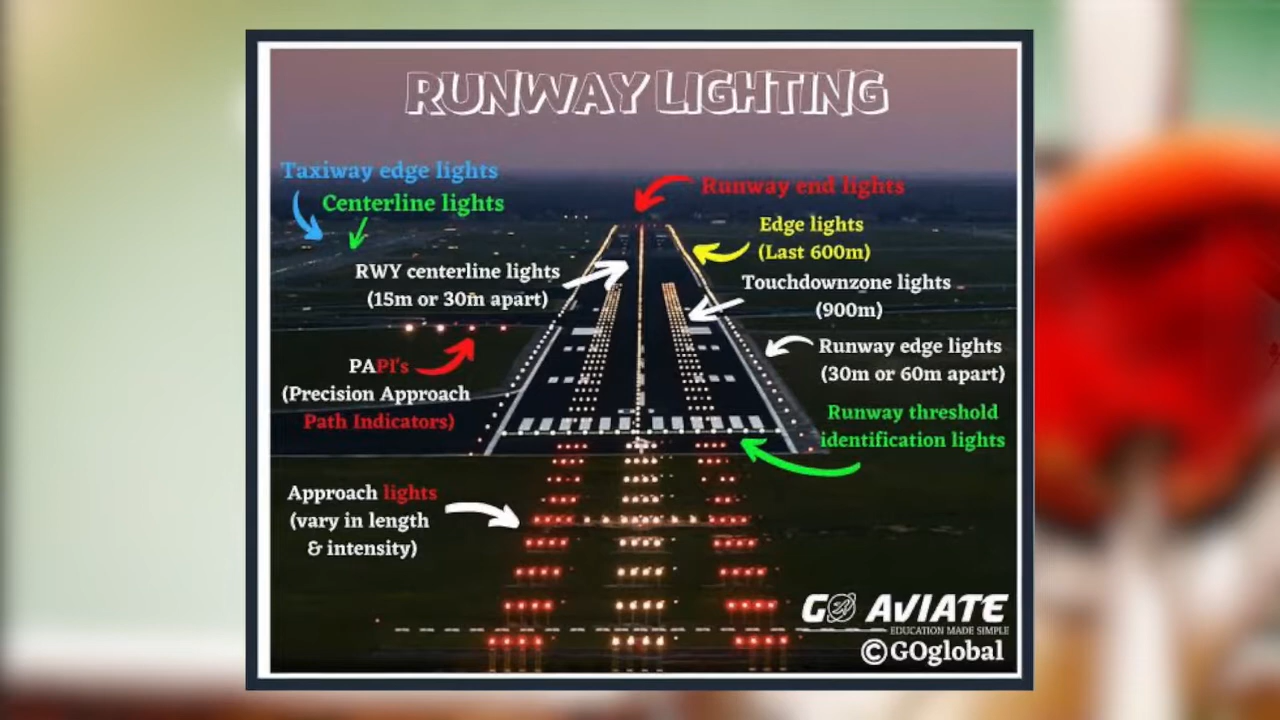 RUNWAY LIGHTING
Taxiway edge lights
Centerline lights
Runway end lights
Edge lights
(Last 600m)
RWY centerline lights
(15m or 30m apart)
Touchdownzone lights
(900m)
Runway edge lights
(30m or 60m apart)
PAPI's
(Precision Approach
Path Indicators)
Runway threshold
identification lights
Approach lights
(vary in length
& intensity)
GO AVIATE
EDUCATION MADE SIMPLE
©GOglobal